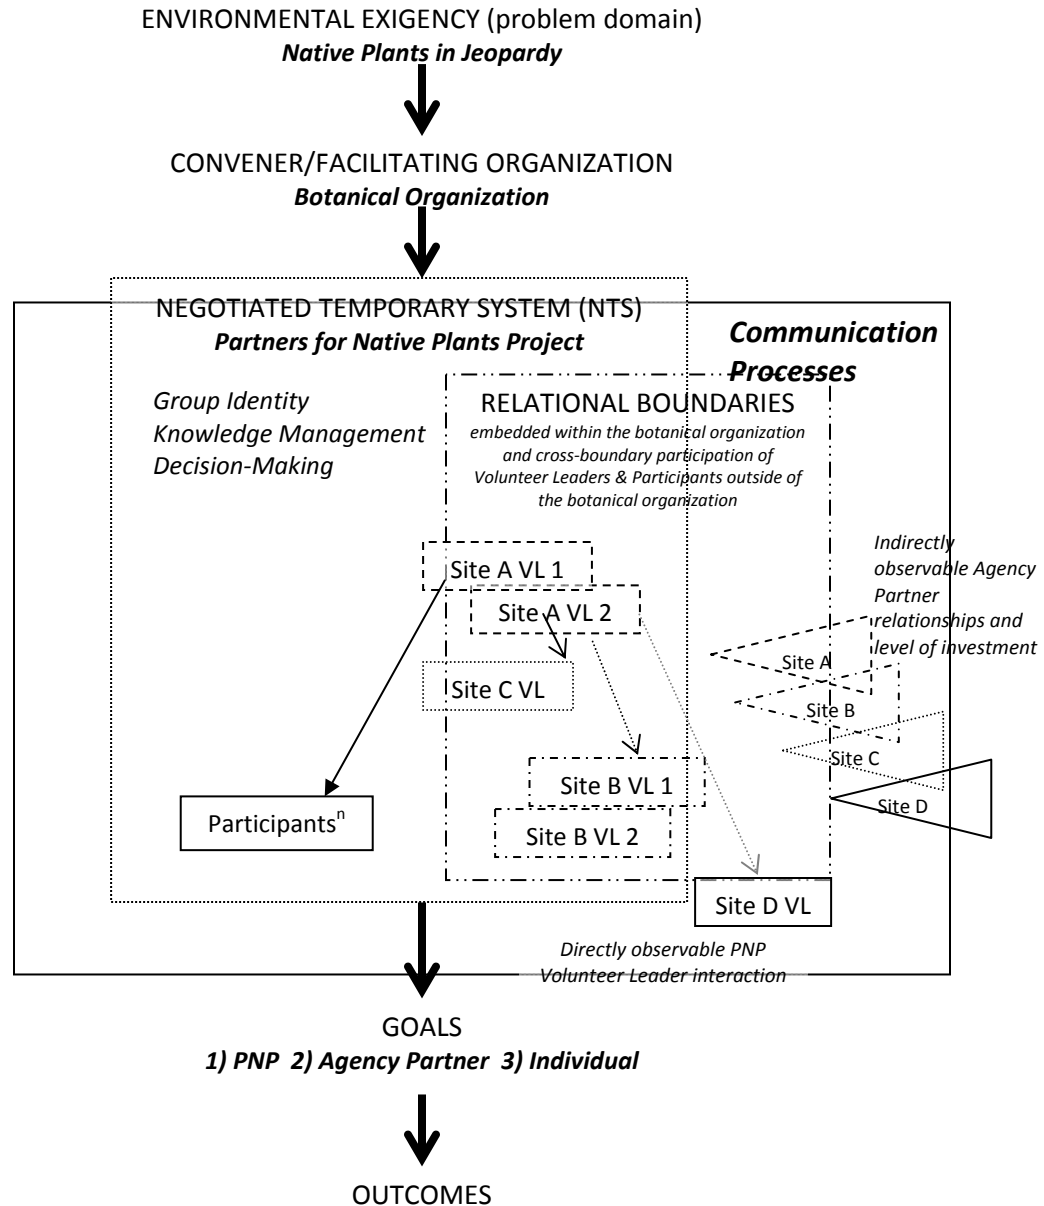 ENVIRONMENTAL EXIGENCY (problem domain)
Native Plants in Jeopardy
CONVENER/FACILITATING ORGANIZATION
Botanical Organization
NEGOTIATED TEMPORARY SYSTEM (NTS)
Partners for Native Plants Project
Communication
Processes
Group Identity
Knowledge Management
Decision-Making
RELATIONAL BOUNDARIES
embedded within the botanical organization
and cross-boundary participation of
Volunteer Leaders & Participants outside of
the botanical organization
Indirectly
observable Agency
Partner
relationships and
level of investment
Site A VL 1
Site A VL 2
Site C VL
Site B VL 1
Site B VL 2
Site D VL
Participantsⁿ
Site A
Site B
Site C
Site D
Directly observable PNP
Volunteer Leader interaction
GOALS
1) PNP 2) Agency Partner 3) Individual
OUTCOMES